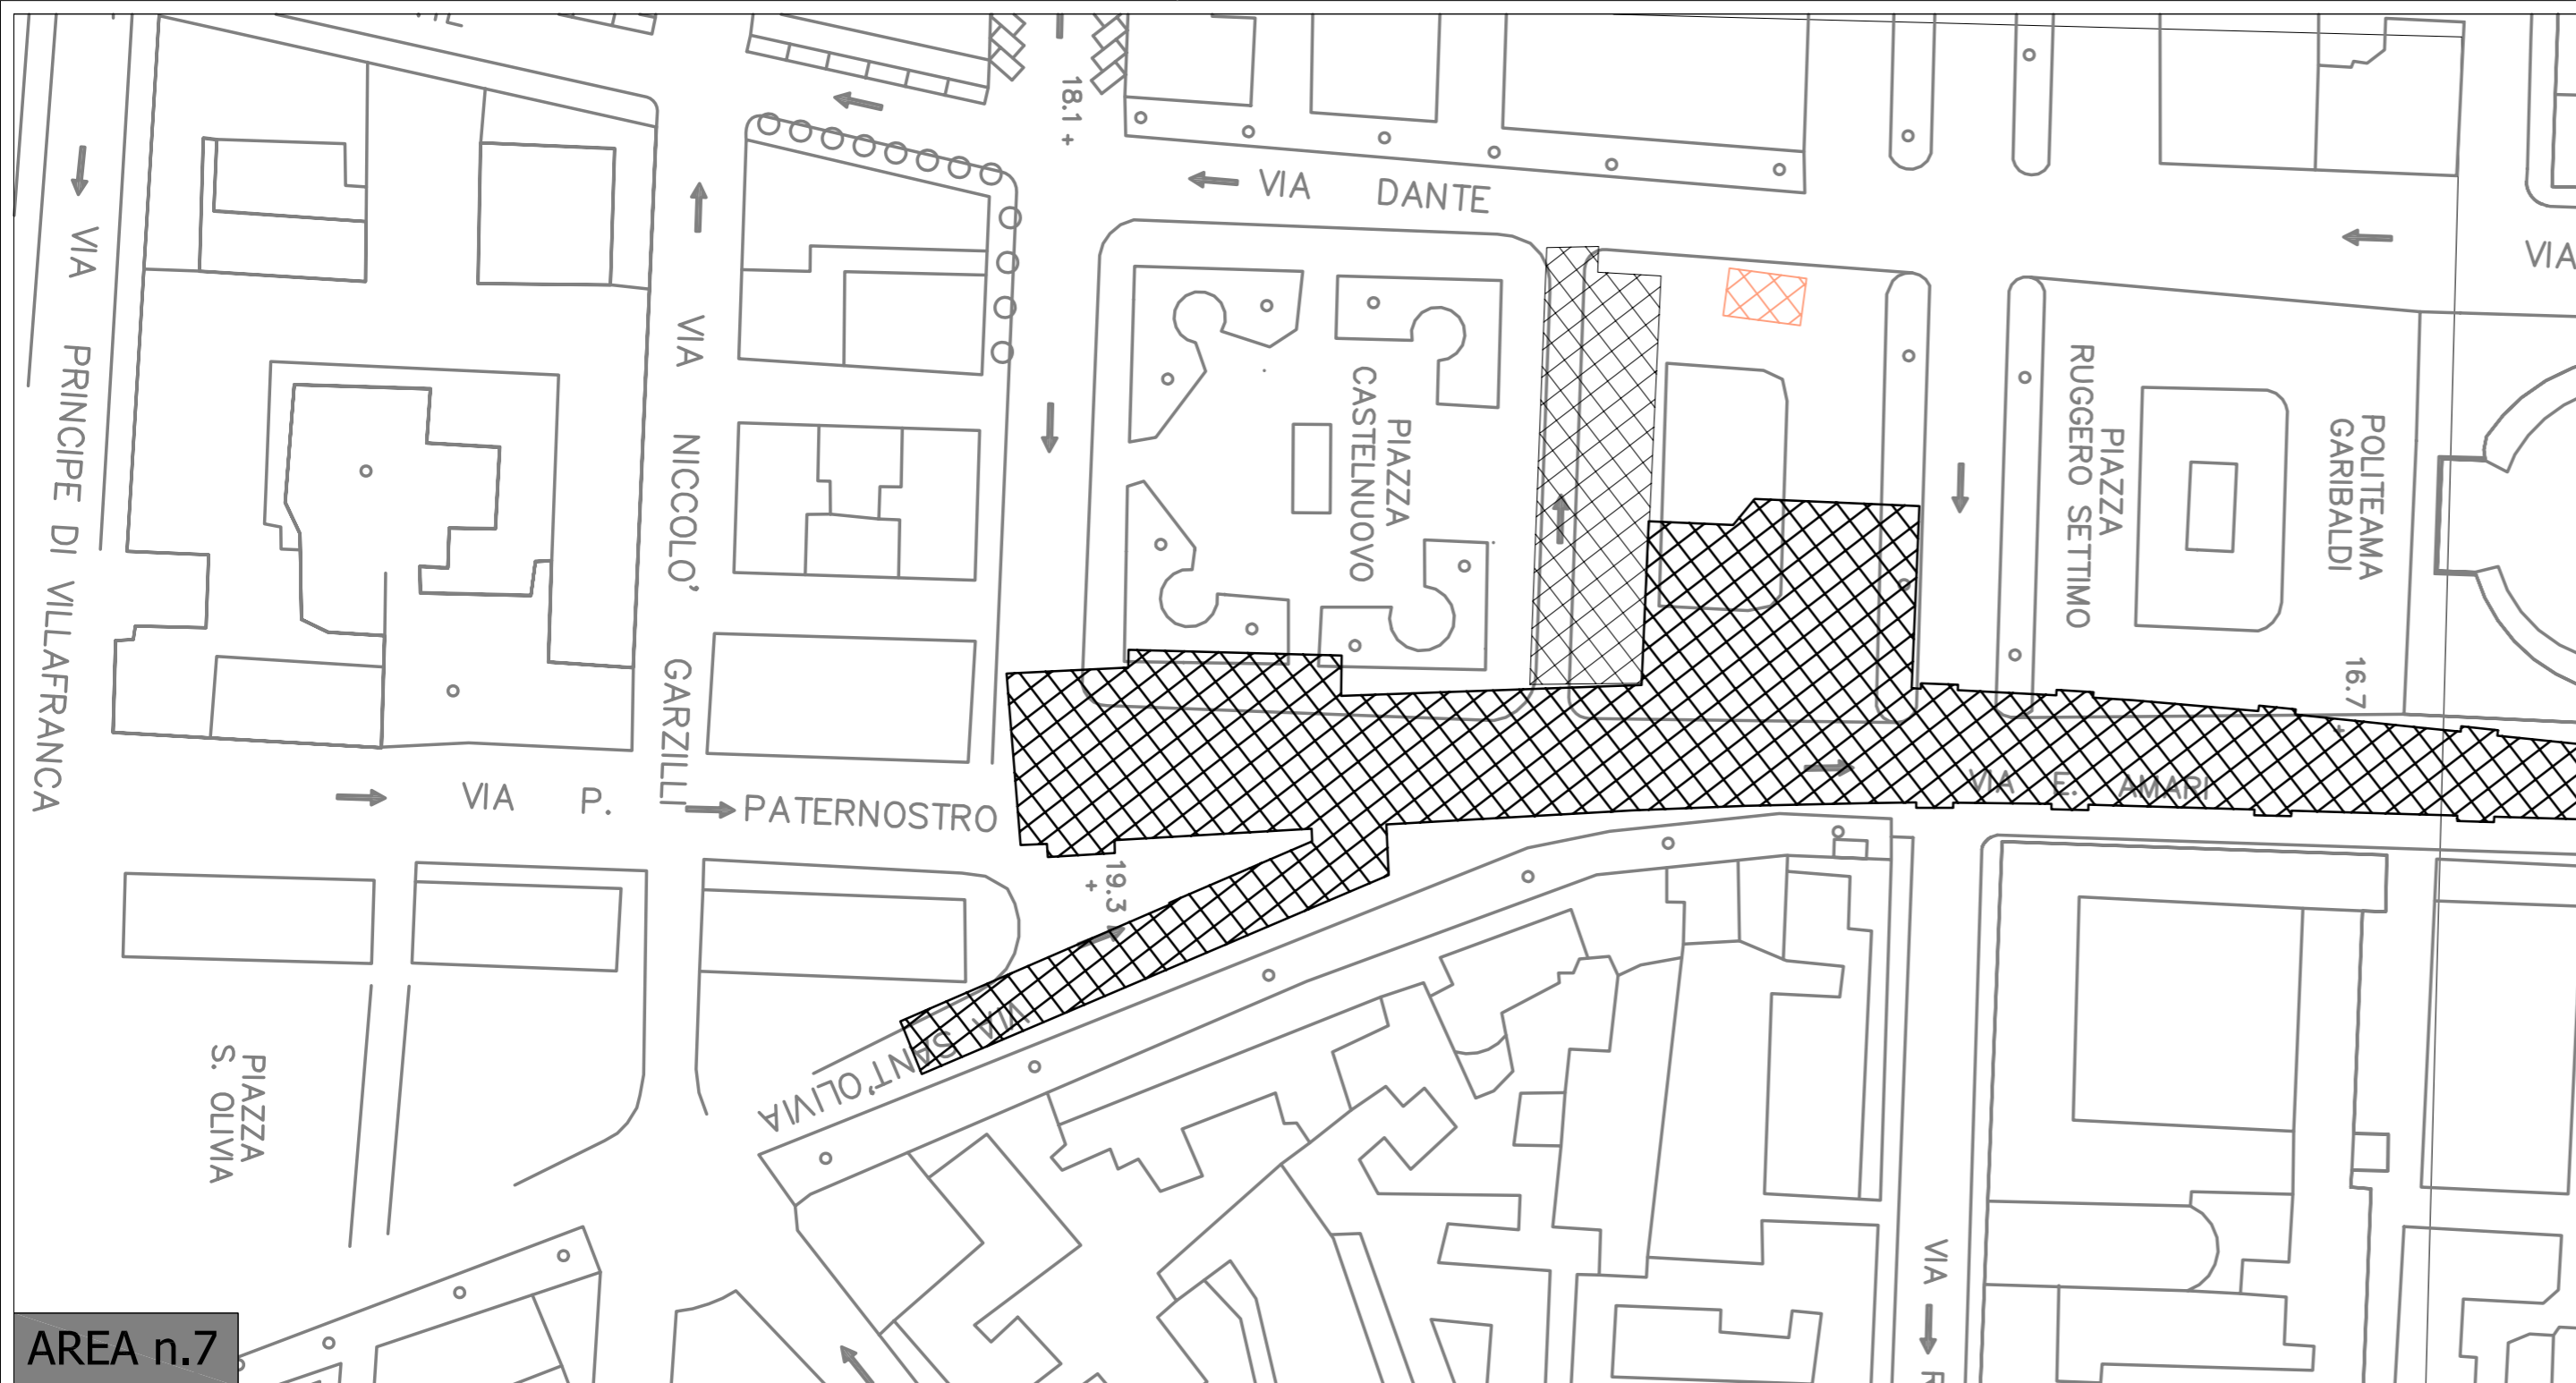 18.1 +
VIA DANTE
VIA
VIA PRINCIPE DI VILLAFRANCA
VIA NICCOLO' GARZILLI
PIAZZA
CASTELNUOVO
PIAZZA
RUGGERO SETTIMO
POLITEAMA
GARIBALDI
16.7
+
VIA P. PATERNOSTRO
VIA E. AMARI
19.3
+
VIA SANT'OLIVIA
PIAZZA
S. OLIVIA
VIA
AREA n.7